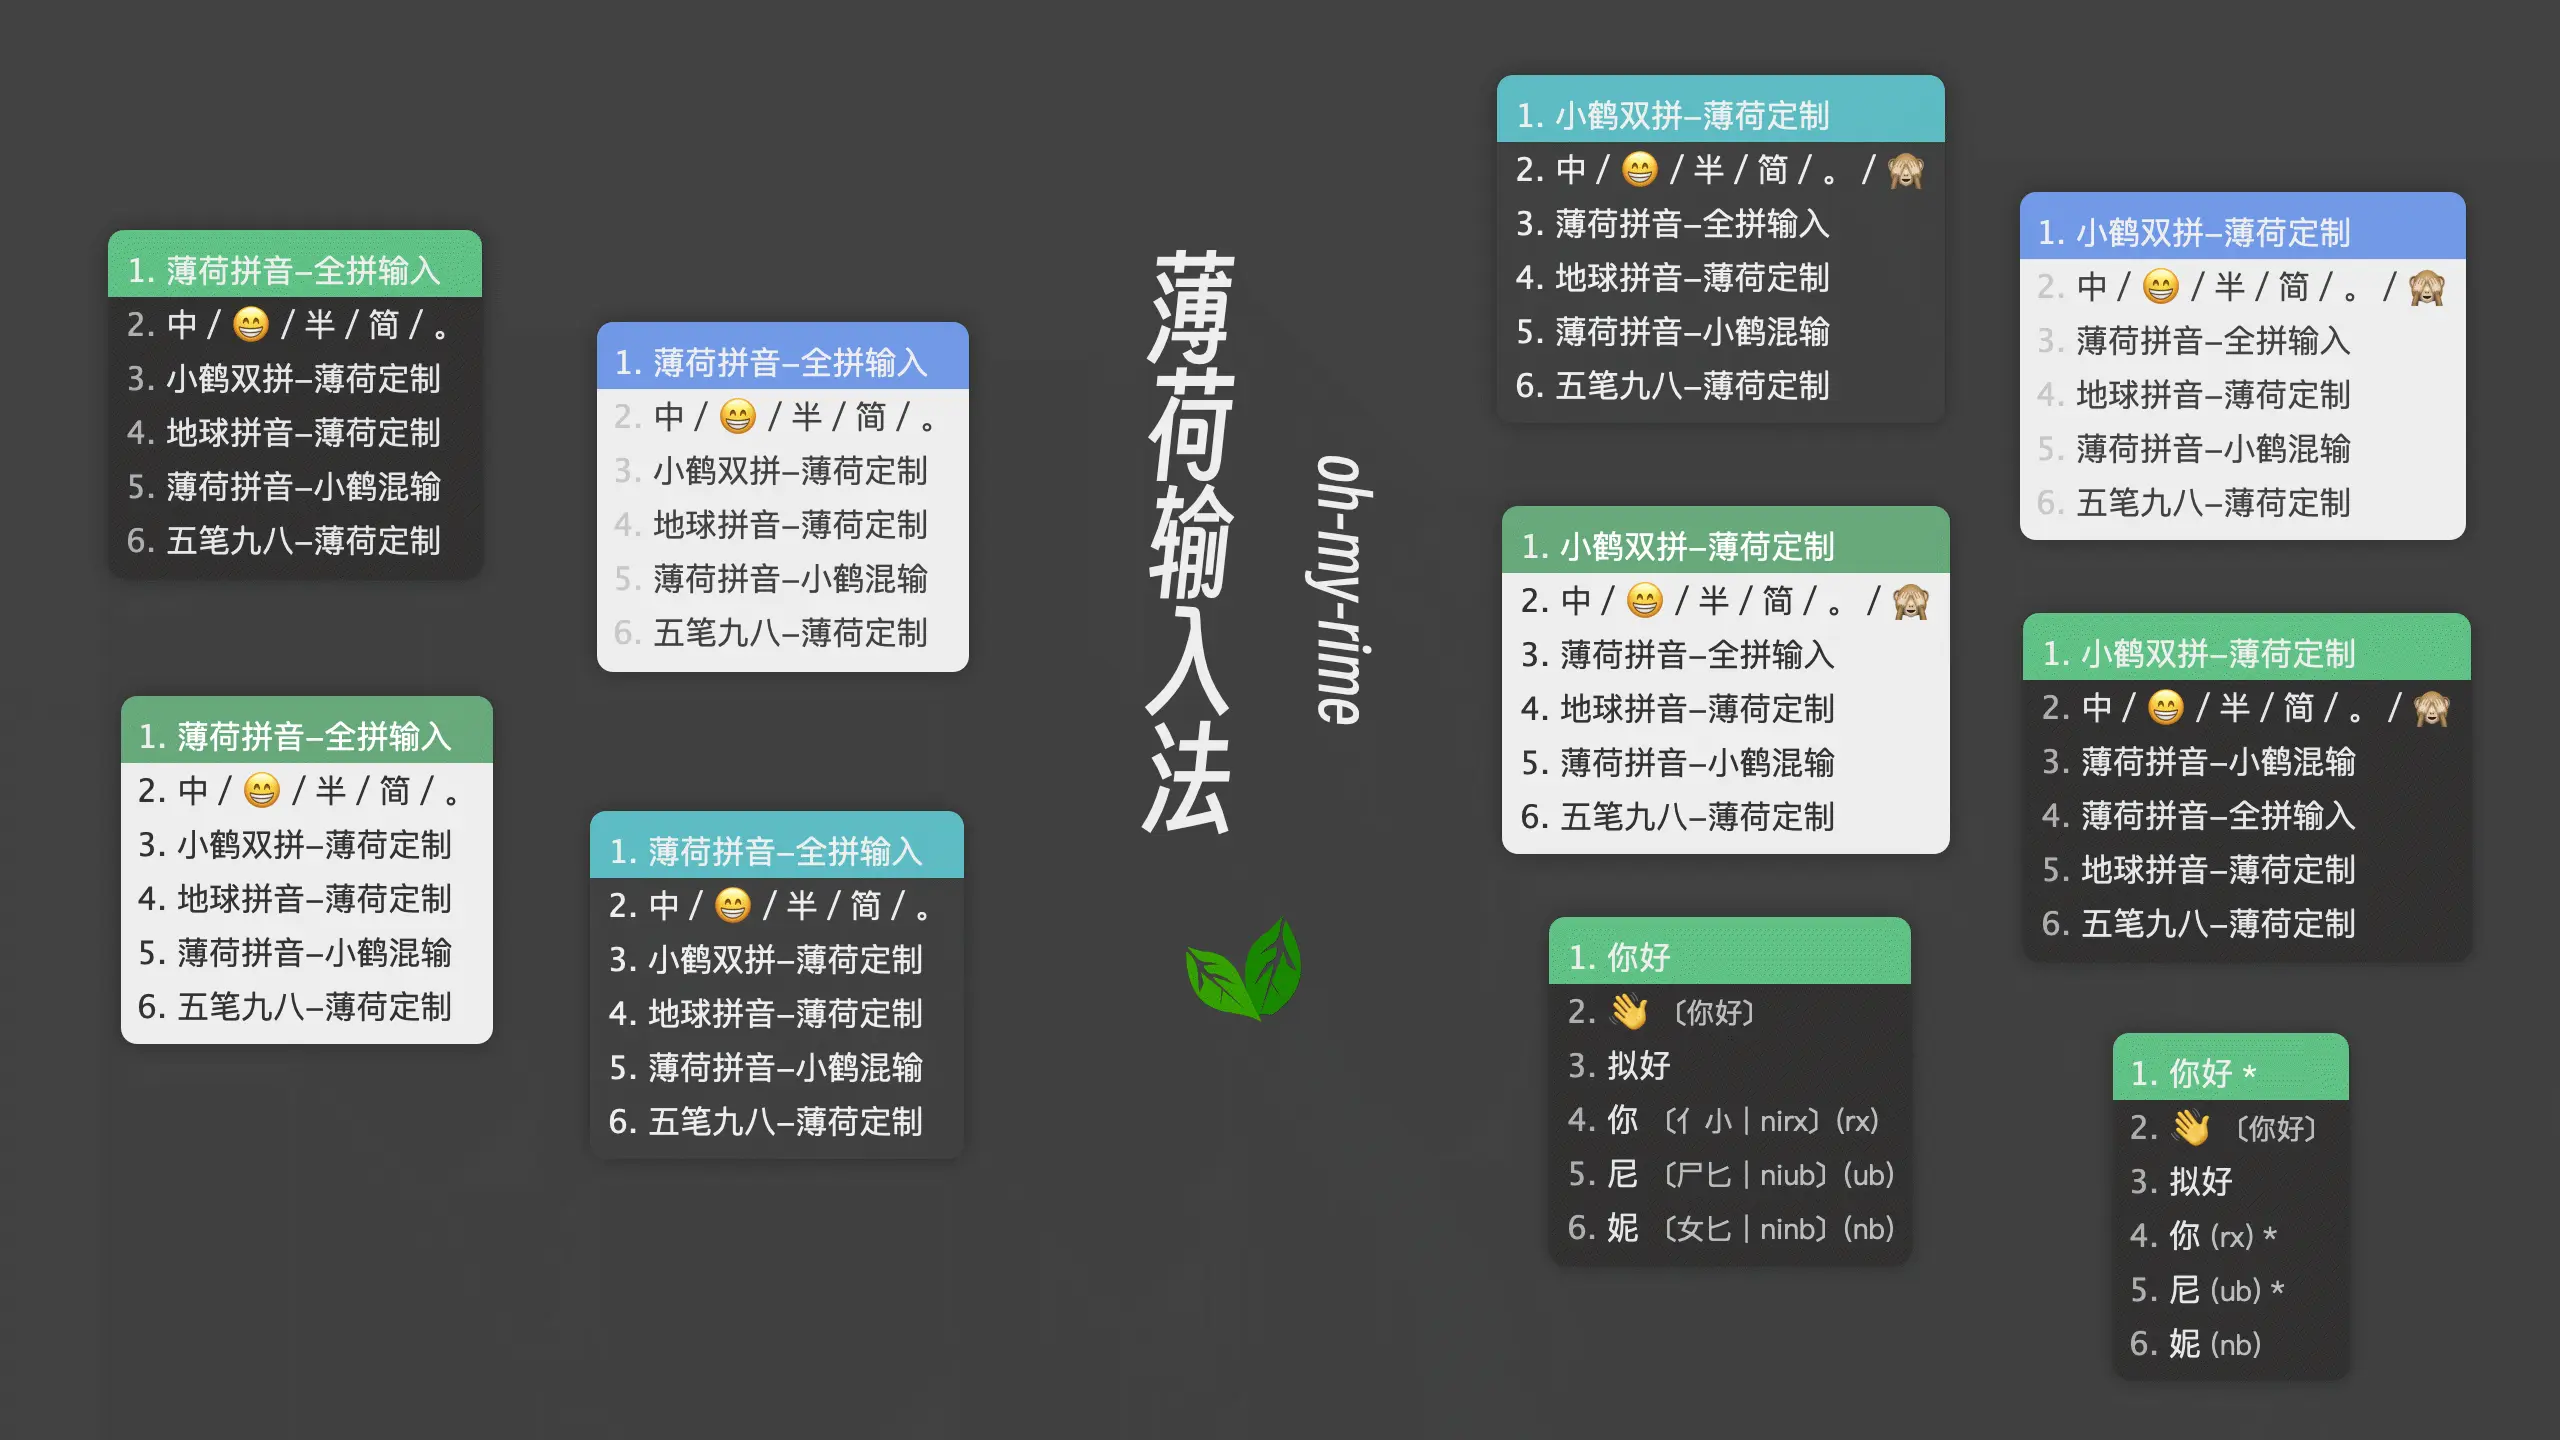 1. 薄荷拼音-全拼输入
2. 中 / 😁 / 半 / 简 / 。
3. 小鹤双拼-薄荷定制
4. 地球拼音-薄荷定制
5. 薄荷拼音-小鹤混输
6. 五笔九八-薄荷定制
1. 薄荷拼音-全拼输入
2. 中 / 😁 / 半 / 简 / 。
3. 小鹤双拼-薄荷定制
4. 地球拼音-薄荷定制
5. 薄荷拼音-小鹤混输
6. 五笔九八-薄荷定制
1. 薄荷拼音-全拼输入
2. 中 / 😁 / 半 / 简 / 。
3. 小鹤双拼-薄荷定制
4. 地球拼音-薄荷定制
5. 薄荷拼音-小鹤混输
6. 五笔九八-薄荷定制
1. 薄荷拼音-全拼输入
2. 中 / 😁 / 半 / 简 / 。
3. 小鹤双拼-薄荷定制
4. 地球拼音-薄荷定制
5. 薄荷拼音-小鹤混输
6. 五笔九八-薄荷定制
薄荷输入法
oh-my-rime
1. 小鹤双拼-薄荷定制
2. 中 / 😁 / 半 / 简 / 。 / 🙈
3. 薄荷拼音-全拼输入
4. 地球拼音-薄荷定制
5. 薄荷拼音-小鹤混输
6. 五笔九八-薄荷定制
1. 小鹤双拼-薄荷定制
2. 中 / 😁 / 半 / 简 / 。 / 🙈
3. 薄荷拼音-全拼输入
4. 地球拼音-薄荷定制
5. 薄荷拼音-小鹤混输
6. 五笔九八-薄荷定制
1. 小鹤双拼-薄荷定制
2. 中 / 😁 / 半 / 简 / 。 / 🙈
3. 薄荷拼音-全拼输入
4. 地球拼音-薄荷定制
5. 薄荷拼音-小鹤混输
6. 五笔九八-薄荷定制
1. 小鹤双拼-薄荷定制
2. 中 / 😁 / 半 / 简 / 。 / 🙈
3. 薄荷拼音-小鹤混输
4. 薄荷拼音-全拼输入
5. 地球拼音-薄荷定制
6. 五笔九八-薄荷定制
1. 你好
2. 👋 〔你好〕
3. 拟好
4. 你 〔亻小｜nirx〕(rx)
5. 尼 〔尸匕｜niub〕(ub)
6. 妮 〔女匕｜ninb〕(nb)
1. 你好 *
2. 👋 〔你好〕
3. 拟好
4. 你 (rx) *
5. 尼 (ub) *
6. 妮 (nb)